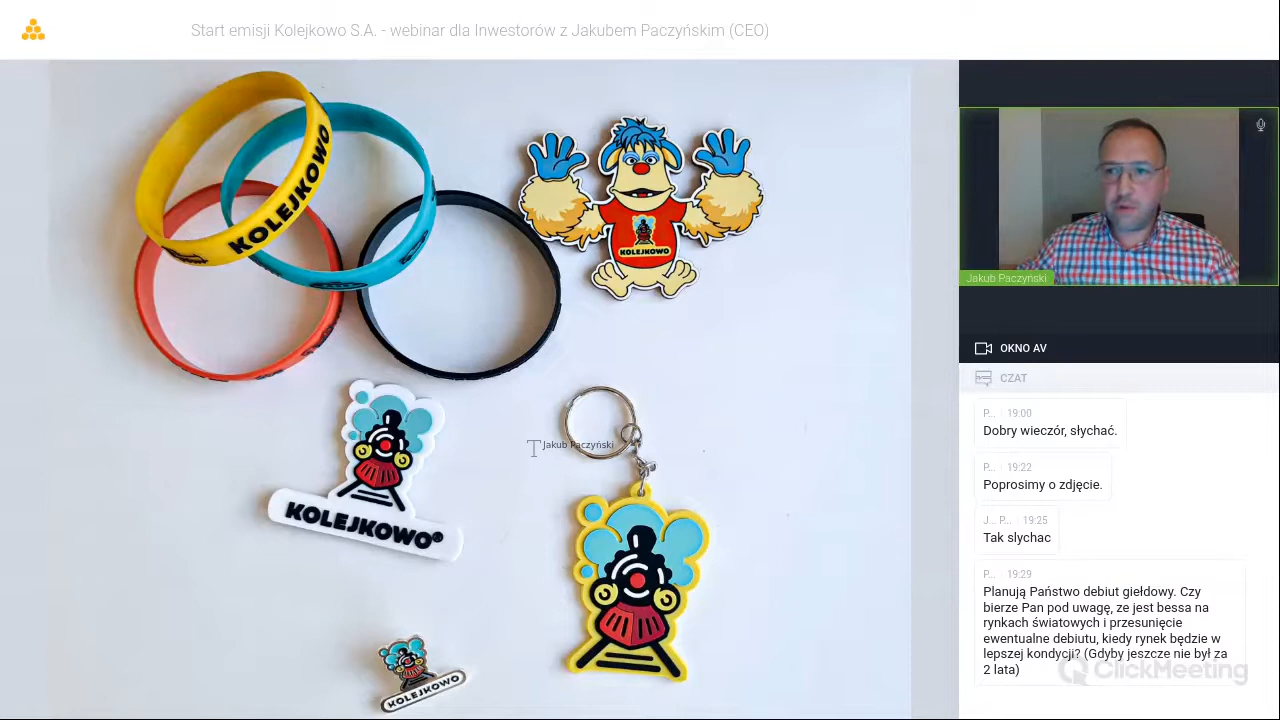 Start emisji Kolejkowo S.A. - webinar dla Inwestorów z Jakubem Paczyńskim (CEO)
KOLEJKOWO
KOLEJKOWO
Jakub Paczyński
KOLEJKOWO®
KOLEJKOWO
Jakub Paczyński
OKNO AV
CZAT
P... 19:00
Dobry wieczór, słychać.
P... 19:22
Poprosimy o zdjęcie.
J... P... 19:25
Tak slychac
P... 19:29
Planują Państwo debiut giełdowy. Czy
bierze Pan pod uwagę, ze jest bessa na
rynkach światowych i przesunięcie
ewentualne debiutu, kiedy rynek będzie w
lepszej kondycji? (Gdyby jeszcze nie był za
2 lata)
ClickMeeting